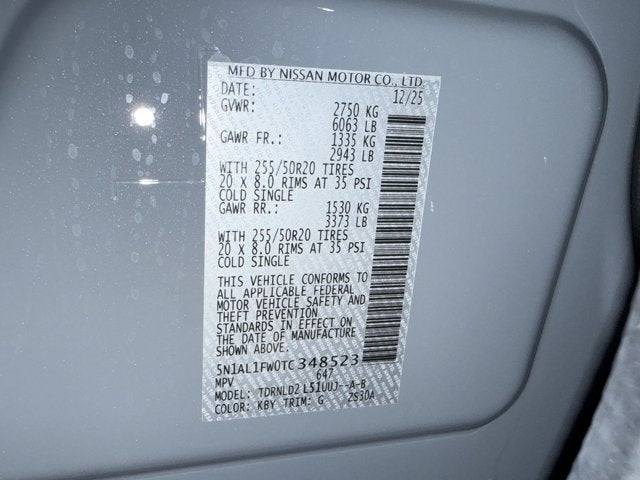 MFD BY NISSAN MOTOR CO., LTD.
DATE: 12/25
GVWR: 2750 KG
6063 LB
GAWR FR.: 1335 KG
2943 LB
WITH 255/50R20 TIRES
20 X 8.0 RIMS AT 35 PSI
COLD SINGLE
GAWR RR.: 1530 KG
3373 LB
WITH 255/50R20 TIRES
20 X 8.0 RIMS AT 35 PSI
COLD SINGLE
THIS VEHICLE CONFORMS TO
ALL APPLICABLE FEDERAL
MOTOR VEHICLE SAFETY AND
THEFT PREVENTION
STANDARDS IN EFFECT ON
THE DATE OF MANUFACTURE
SHOWN ABOVE.
5N1AL1FW0TC348523
MPV 647
MODEL: TDRNLD2 L51UUJ--A-B
COLOR: KBY TRIM: G 2S30A